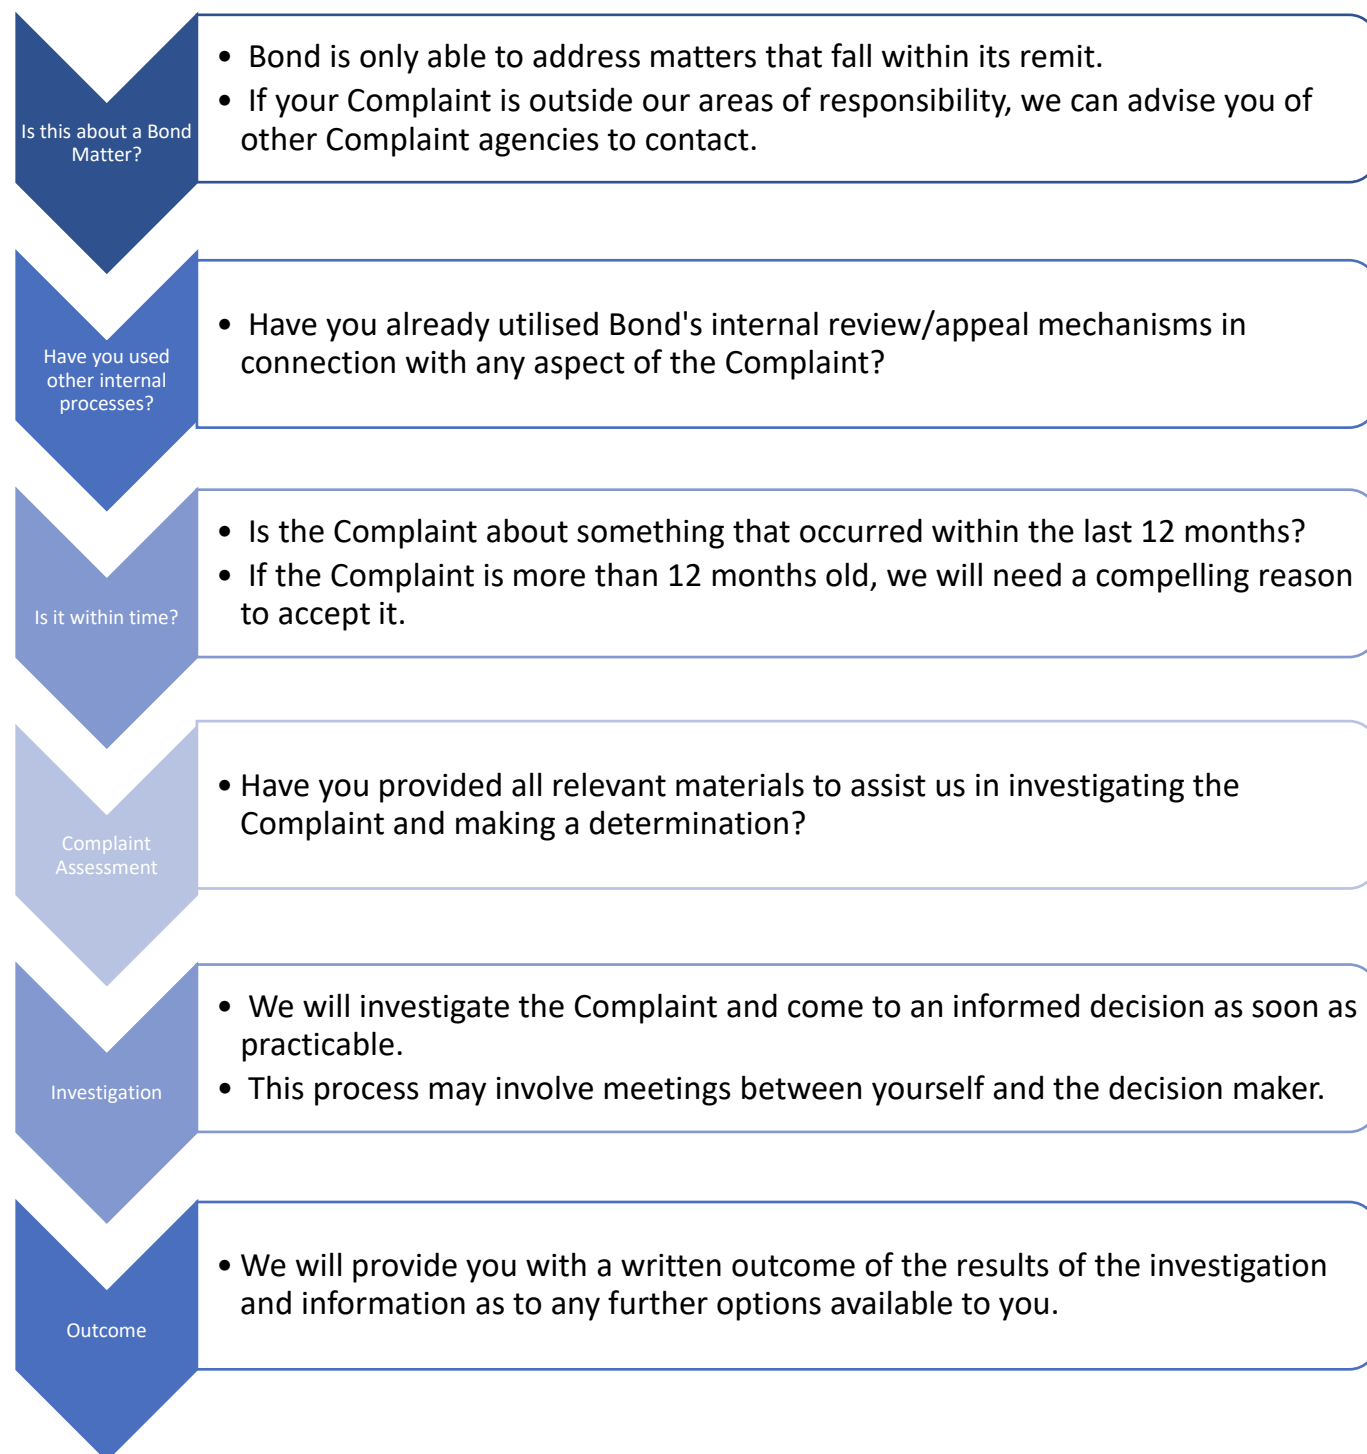 Is this about a Bond
Matter?
• Bond is only able to address matters that fall within its remit.
• If your Complaint is outside our areas of responsibility, we can advise you of
other Complaint agencies to contact.
Have you used
other internal
processes?
• Have you already utilised Bond's internal review/appeal mechanisms in
connection with any aspect of the Complaint?
Is it within time?
• Is the Complaint about something that occurred within the last 12 months?
• If the Complaint is more than 12 months old, we will need a compelling reason
to accept it.
Complaint
Assessment
• Have you provided all relevant materials to assist us in investigating the
Complaint and making a determination?
Investigation
• We will investigate the Complaint and come to an informed decision as soon as
practicable.
• This process may involve meetings between yourself and the decision maker.
Outcome
• We will provide you with a written outcome of the results of the investigation
and information as to any further options available to you.